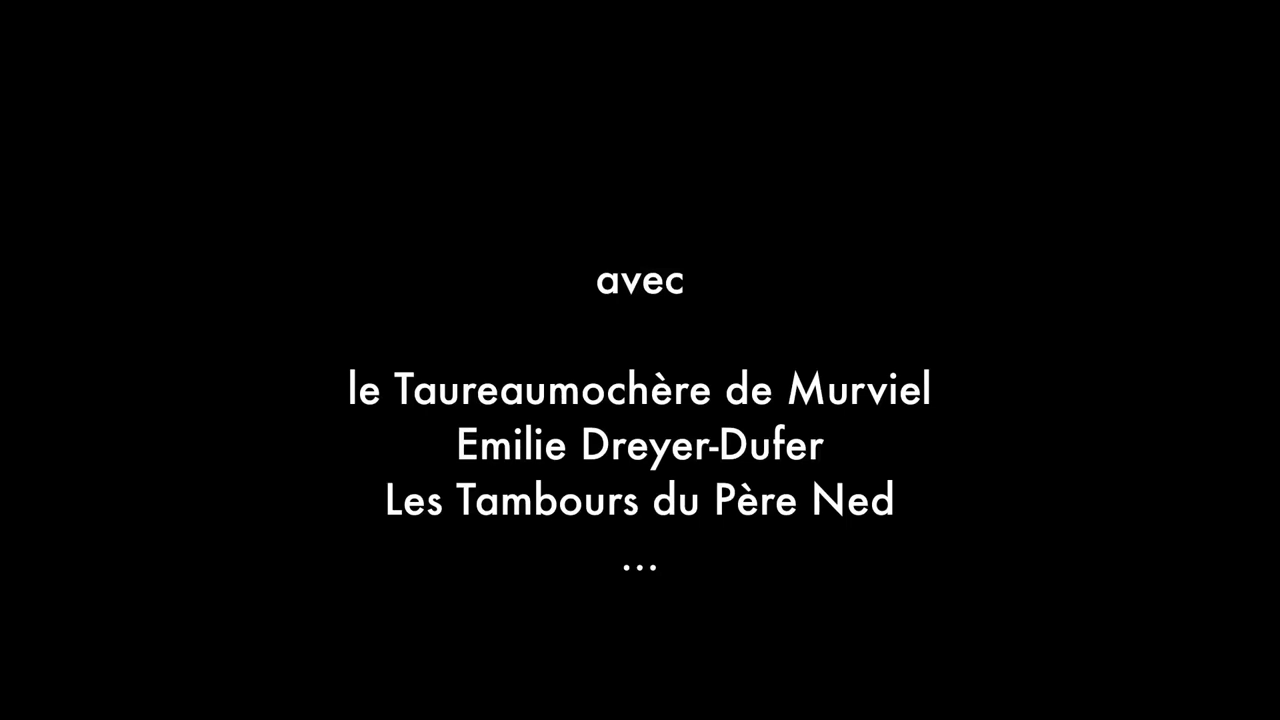 avec
le Taureaumochère de Murviel
Emilie Dreyer-Dufer
Les Tambours du Père Ned
...